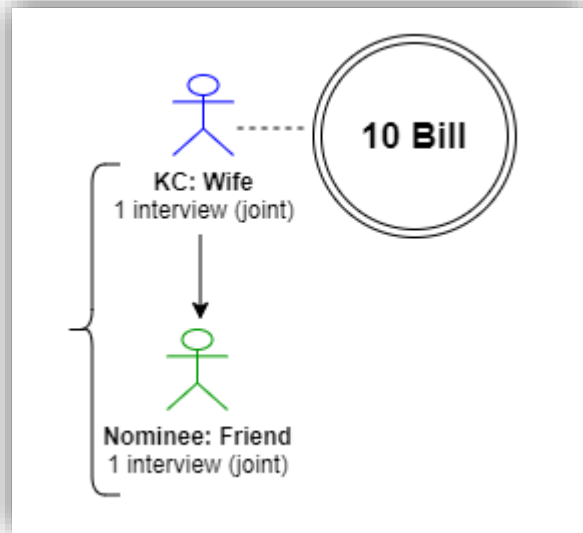 10 Bill
KC: Wife
1 interview (joint)
Nominee: Friend
1 interview (joint)